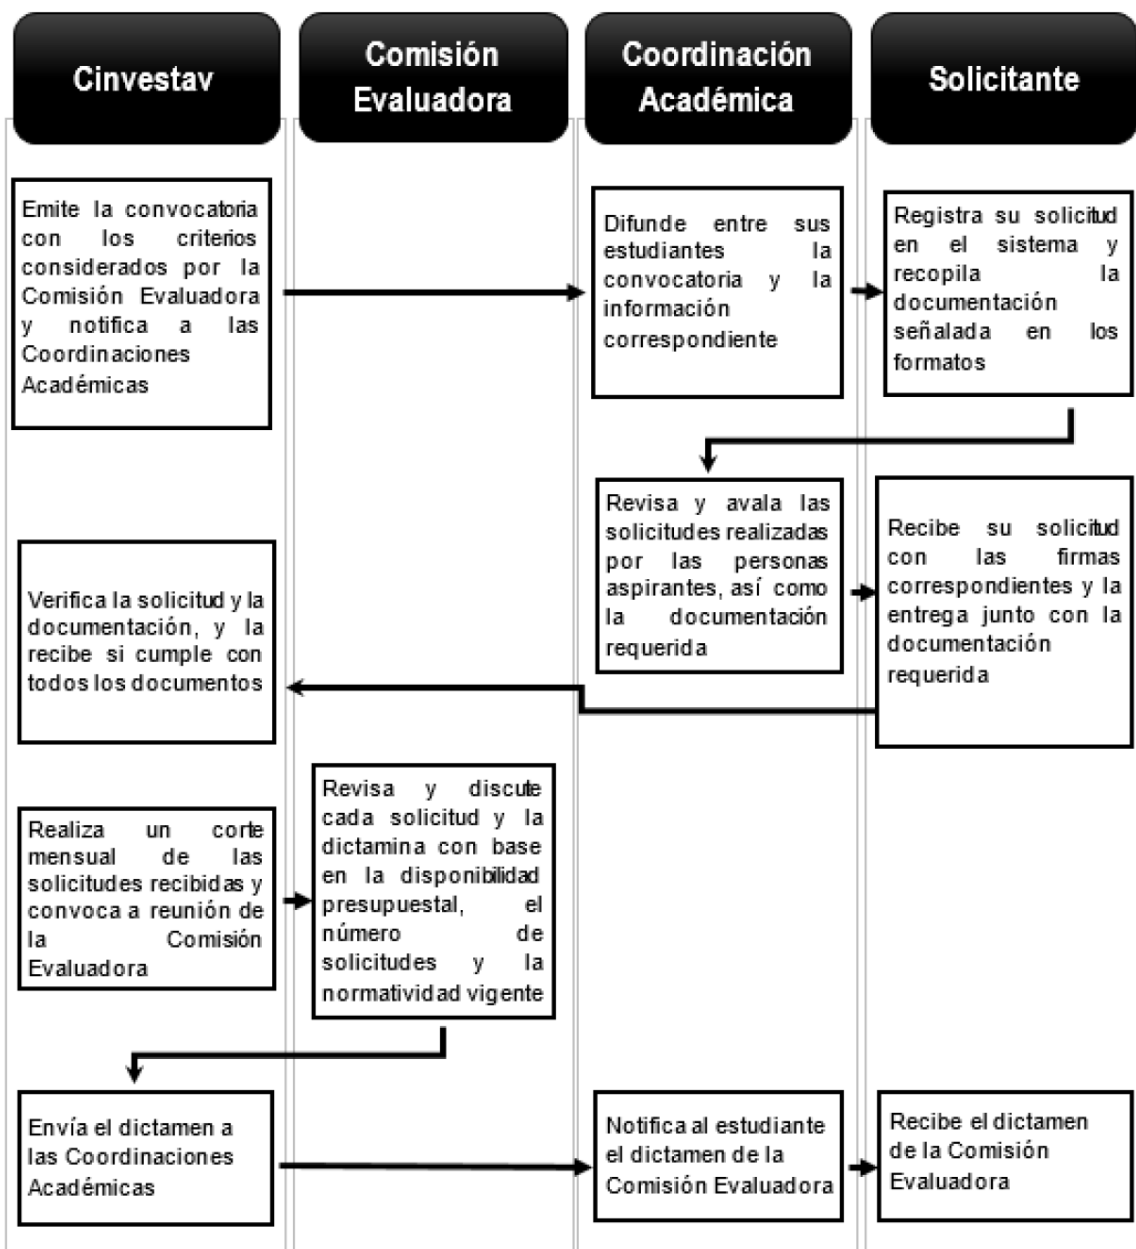 Cinvestav
Comisión
Evaluadora
Coordinación
Académica
Solicitante
Emite la convocatoria
con los criterios
considerados por la
Comisión Evaluadora
y notifica a las
Coordinaciones
Académicas
Difunde entre sus
estudiantes la
convocatoria y la
información
correspondiente
Registra su solicitud
en el sistema y
recopila la
documentación
señalada en los
formatos
Revisa y avala las
solicitudes realizadas
por las personas
aspirantes, así como
la documentación
requerida
Recibe su solicitud
con las firmas
correspondientes y la
entrega junto con la
documentación
requerida
Verifica la solicitud y la
documentación, y la
recibe si cumple con
todos los documentos
Realiza un corte
mensual de las
solicitudes recibidas y
convoca a reunión de
la Comisión
Evaluadora
Revisa y discute
cada solicitud y la
dictamina con base
en la disponibilidad
presupuestal, el
número de
solicitudes y la
normatividad vigente
Envía el dictamen a
las Coordinaciones
Académicas
Notifica al estudiante
el dictamen de la
Comisión Evaluadora
Recibe el dictamen
de la Comisión
Evaluadora